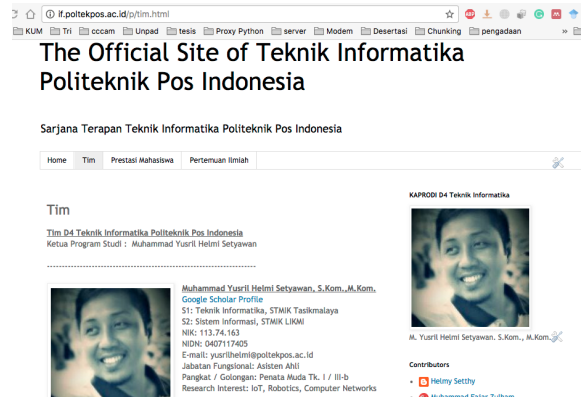 if.poltekpos.ac.id/p/tim.html
KUM Tri cccam Unpad tesis Proxy Python server Modem Desertasi Chunking pengadaan »
The Official Site of Teknik Informatika
Politeknik Pos Indonesia
Sarjana Terapan Teknik Informatika Politeknik Pos Indonesia
Home Tim Prestasi Mahasiswa Pertemuan Ilmiah
Tim
Tim D4 Teknik Informatika Politeknik Pos Indonesia
Ketua Program Studi : Muhammad Yusril Helmi Setyawan
----------------------------------------------------------------------
Muhammad Yusril Helmi Setyawan, S.Kom.,M.Kom.
Google Scholar Profile
S1: Teknik Informatika, STMIK Tasikmalaya
S2: Sistem Informasi, STMIK LIKMI
NIK: 113.74.163
NIDN: 0407117405
E-mail: yusrilhelmi@poltekpos.ac.id
Jabatan Fungsional: Asisten Ahli
Pangkat / Golongan: Penata Muda Tk. I / III-b
Research Interest: IoT, Robotics, Computer Networks
KAPRODI D4 Teknik Informatika
M. Yusril Helmi Setyawan. S.Kom., M.Kom.
Contributors
Helmy Setthy
Muhammad